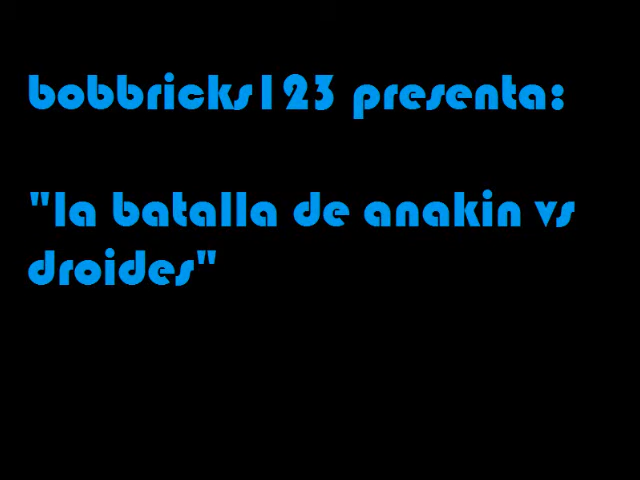 bobbricks123 presenta:
"la batalla de anakin vs
droides"